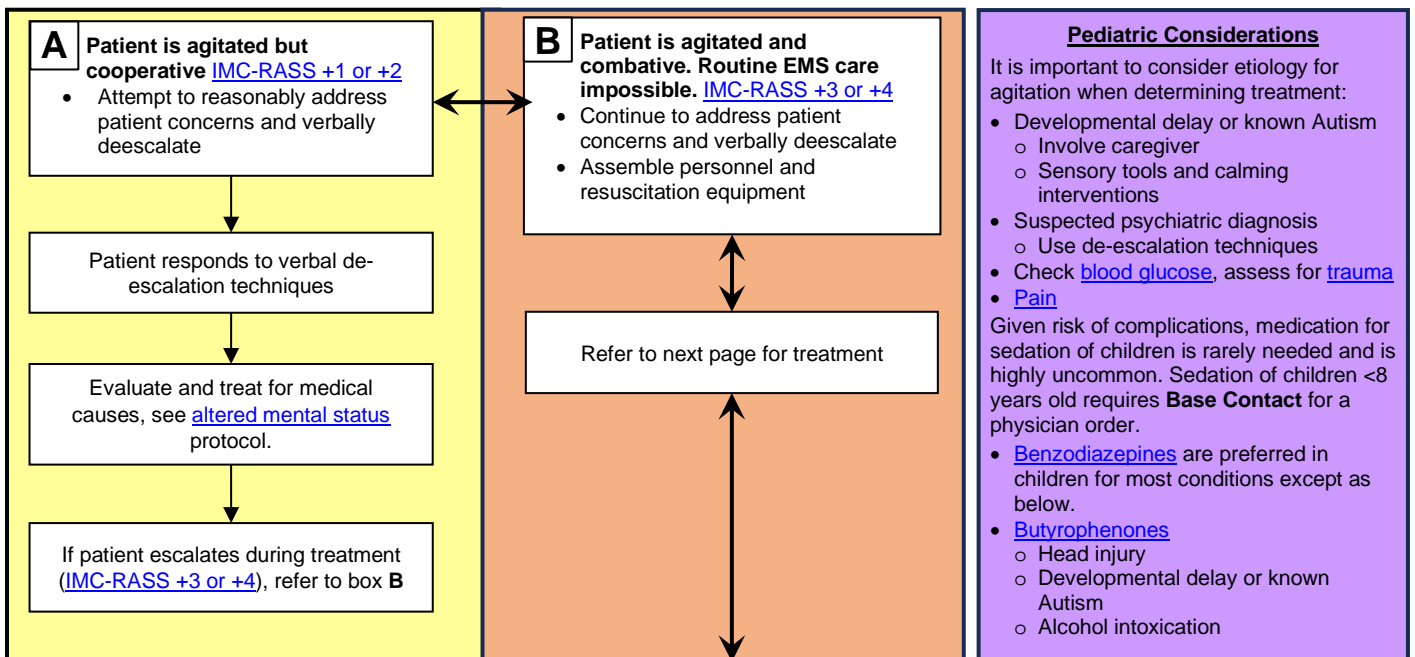 A
Patient is agitated but
cooperative IMC-RASS +1 or +2
• Attempt to reasonably address
patient concerns and verbally
deescalate
Patient responds to verbal de-
escalation techniques
Evaluate and treat for medical
causes, see altered mental status
protocol.
If patient escalates during treatment
(IMC-RASS +3 or +4), refer to box B
B
Patient is agitated and
combative. Routine EMS care
impossible. IMC-RASS +3 or +4
• Continue to address patient
concerns and verbally deescalate
• Assemble personnel and
resuscitation equipment
Refer to next page for treatment
Pediatric Considerations
It is important to consider etiology for
agitation when determining treatment:
• Developmental delay or known Autism
o Involve caregiver
o Sensory tools and calming
interventions
• Suspected psychiatric diagnosis
o Use de-escalation techniques
• Check blood glucose, assess for trauma
• Pain
Given risk of complications, medication for
sedation of children is rarely needed and is
highly uncommon. Sedation of children <8
years old requires Base Contact for a
physician order.
• Benzodiazepines are preferred in
children for most conditions except as
below.
• Butyrophenones
o Head injury
o Developmental delay or known
Autism
o Alcohol intoxication